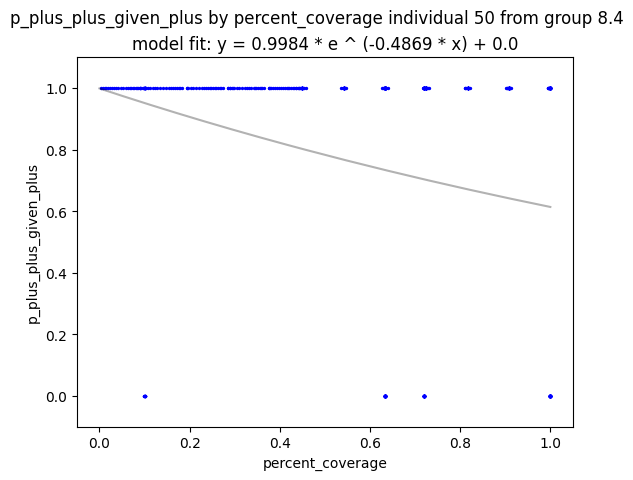 p_plus_plus_given_plus by percent_coverage individual 50 from group 8.4
model fit: y = 0.9984 * e ^ (-0.4869 * x) + 0.0
1.0
0.8
0.6
0.4
0.2
0.0
p_plus_plus_given_plus
0.0 0.2 0.4 0.6 0.8 1.0
percent_coverage